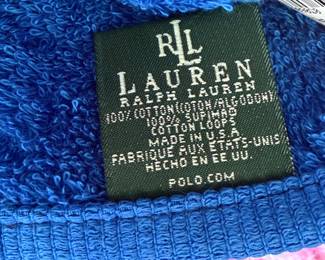 RLL
LAUREN
RALPH LAUREN
100% COTTON(COTON/ALGODON)
100% SUPIMA®
COTTON LOOPS
MADE IN U.S.A.
FABRIQUE AUX ETATS-UNIS
HECHO EN EE UU.
POLO.COM